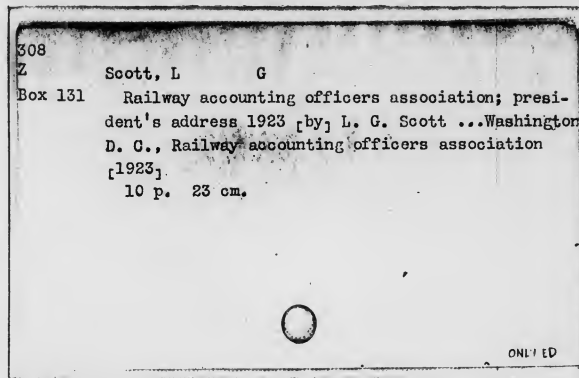 308
Z Scott, L G
Box 131 Railway accounting officers association; presi-
dent's address 1923 [by] L. G. Scott ...Washington
D. C., Railway accounting officers association
[1923]
10 p. 23 cm.